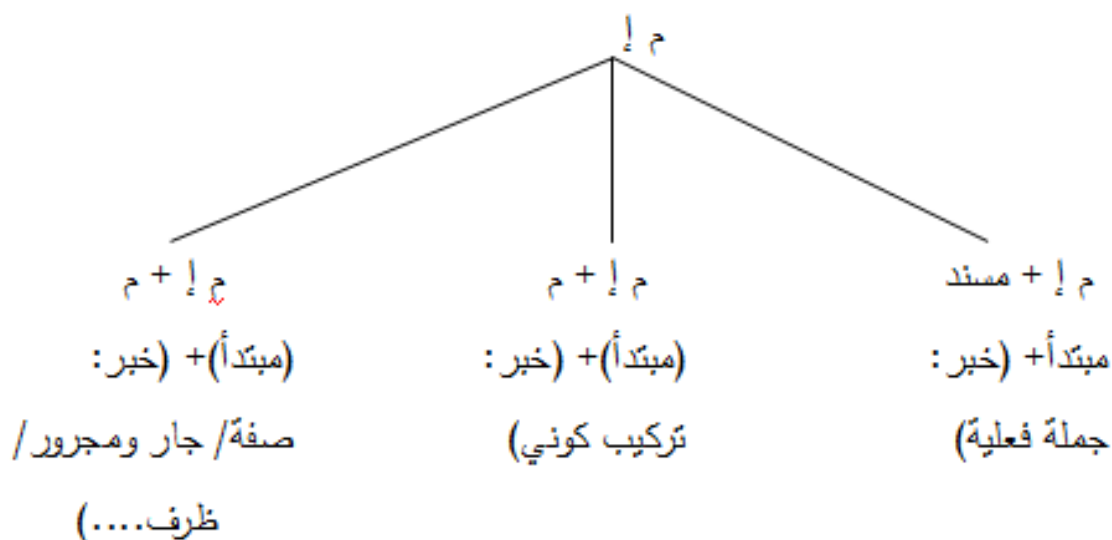 م إ
م إ + مسند
مبتدأ+ (خبر:
جملة فعلية)
م إ + م
(مبتدأ)+ (خبر:
تركيب كوني)
م إ + م
(مبتدأ)+ (خبر:
صفة/ جار ومجرور/
ظرف....)